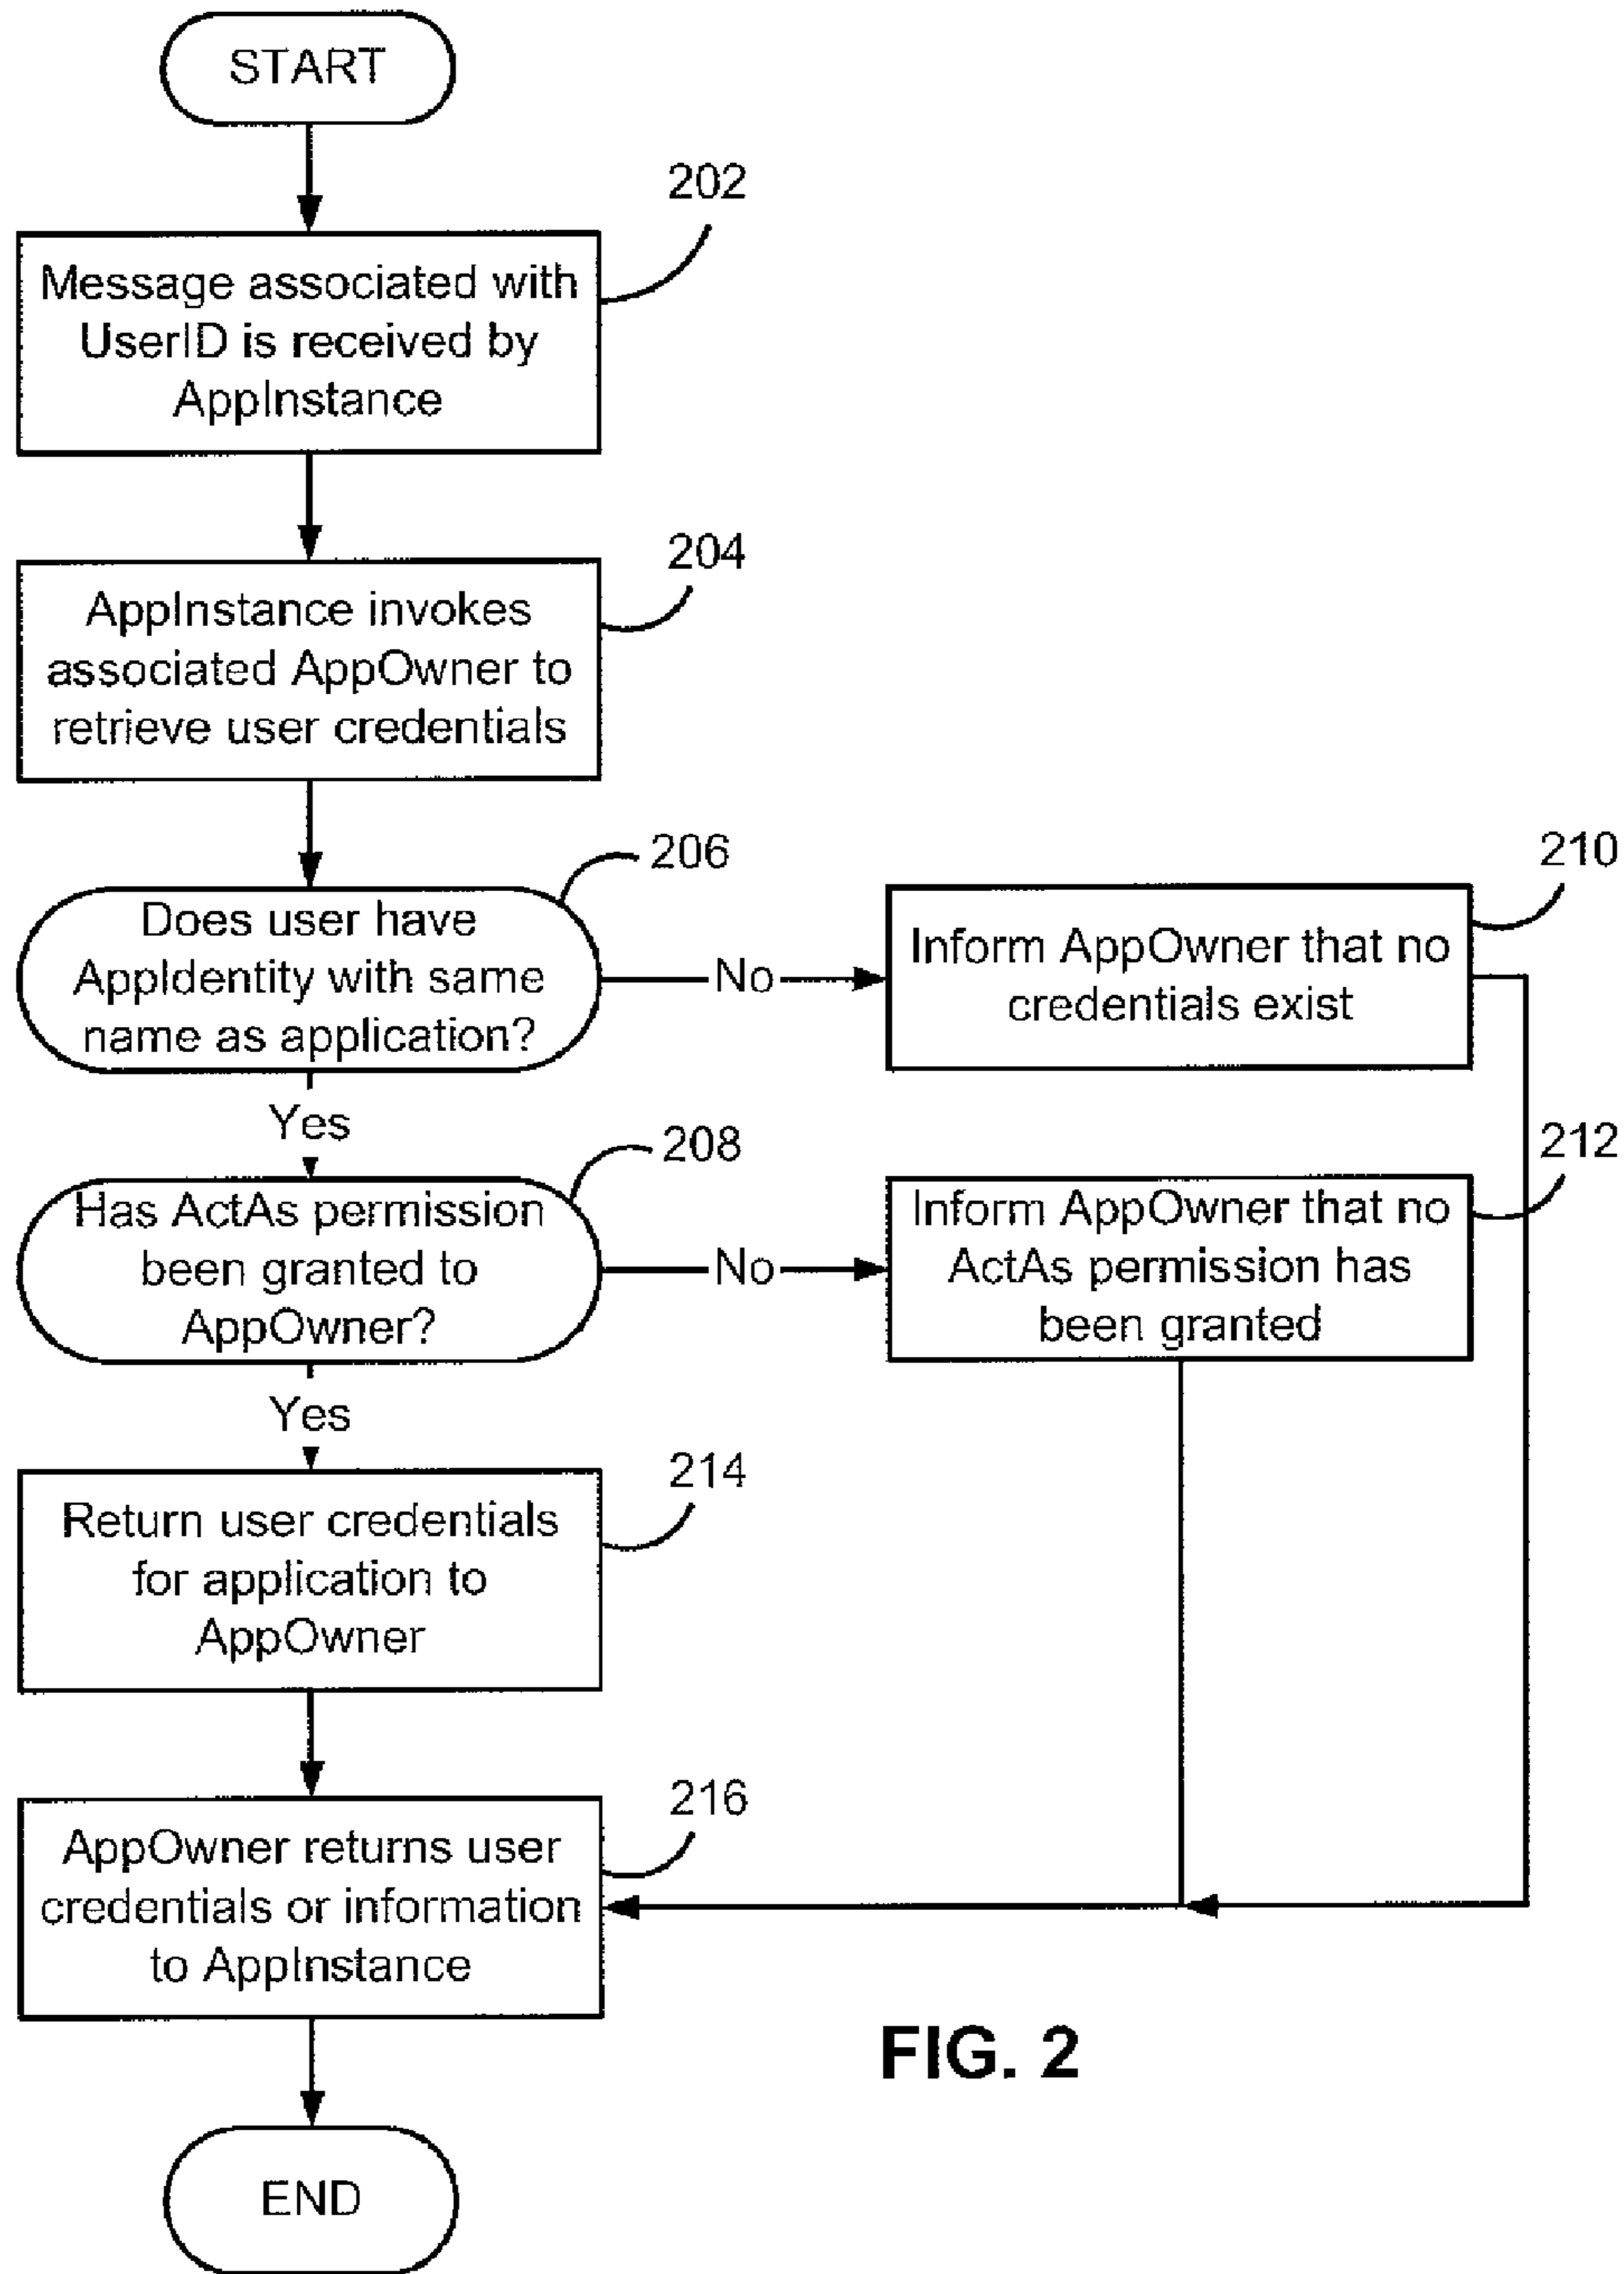 START
202
Message associated with
UserID is received by
AppInstance
204
AppInstance invokes
associated AppOwner to
retrieve user credentials
206
Does user have
AppIdentity with same
name as application?
No
210
Inform AppOwner that no
credentials exist
Yes
208
Has ActAs permission
been granted to
AppOwner?
No
212
Inform AppOwner that no
ActAs permission has
been granted
Yes
214
Return user credentials
for application to
AppOwner
216
AppOwner returns user
credentials or information
to AppInstance
FIG. 2
END